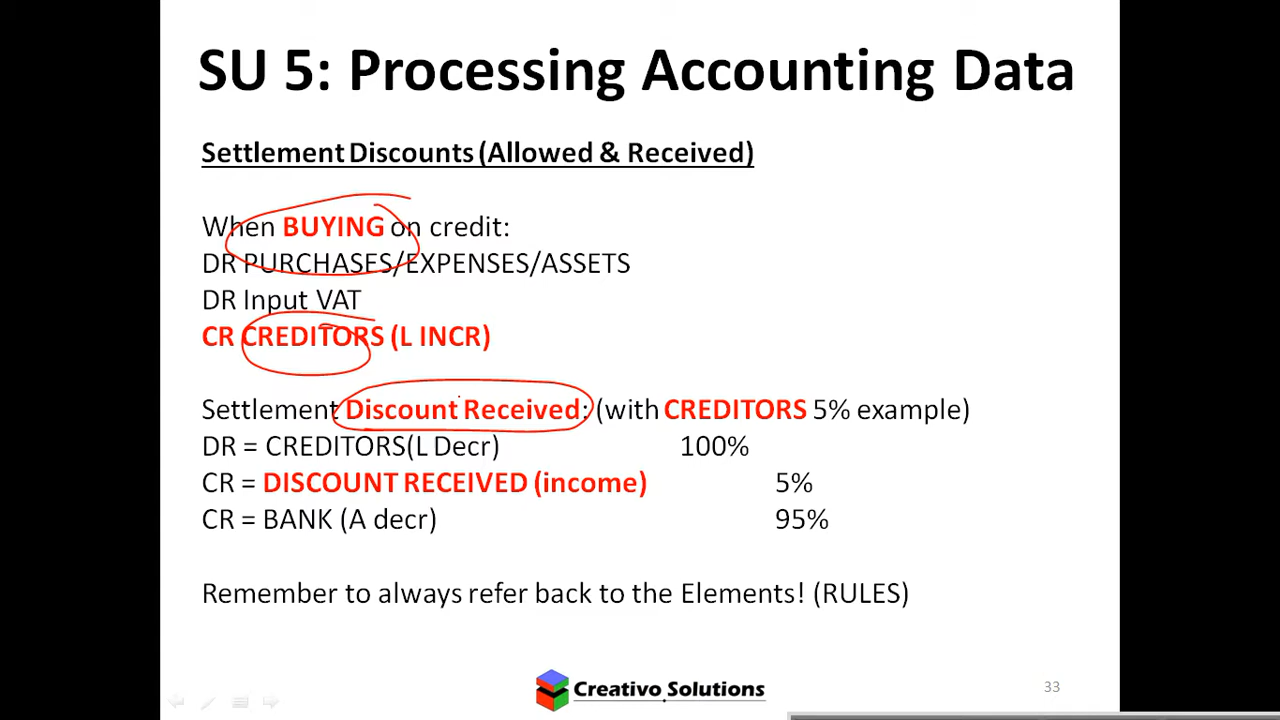 SU 5: Processing Accounting Data
Settlement Discounts (Allowed & Received)
When BUYING on credit:
DR PURCHASES/EXPENSES/ASSETS
DR Input VAT
CR CREDITORS (L INCR)
Settlement Discount Received: (with CREDITORS 5% example)
DR = CREDITORS(L Decr) 100%
CR = DISCOUNT RECEIVED (income) 5%
CR = BANK (A decr) 95%
Remember to always refer back to the Elements! (RULES)
Creativo Solutions
33